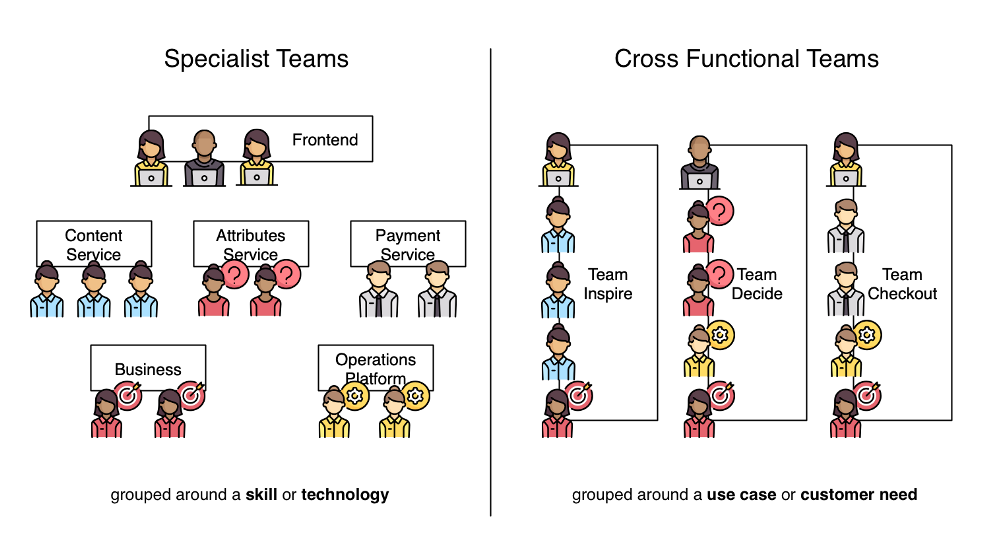 Specialist Teams
Cross Functional Teams
Frontend
Content
Service
Attributes
Service
Payment
Service
Business
Operations
Platform
Team
Inspire
Team
Decide
Team
Checkout
grouped around a skill or technology
grouped around a use case or customer need